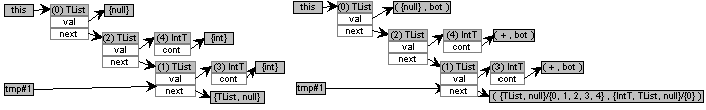 this
(0) TList
val
next
{null}
(2) TList
val
next
(4) IntT
cont
{int}
(1) TList
val
next
(3) IntT
cont
{int}
tmp#1
{TList, null}
this
(0) TList
val
next
( {null} , bot )
(2) TList
val
next
(4) IntT
cont
( + , bot )
(1) TList
val
next
(3) IntT
cont
( + , bot )
tmp#1
( {TList, null}/{0, 1, 2, 3, 4} , {IntT, TList, null}/{0} )